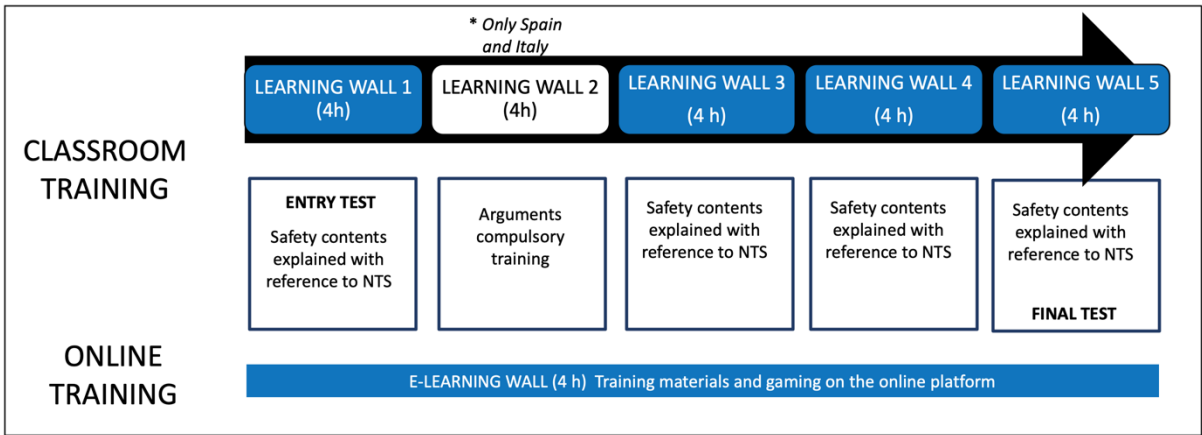 * Only Spain
and Italy
LEARNING WALL 1
(4h)
LEARNING WALL 2
(4h)
LEARNING WALL 3
(4 h)
LEARNING WALL 4
(4 h)
LEARNING WALL 5
(4 h)
CLASSROOM
TRAINING
ENTRY TEST
Safety contents
explained with
reference to NTS
Arguments
compulsory
training
Safety contents
explained with
reference to NTS
Safety contents
explained with
reference to NTS
Safety contents
explained with
reference to NTS
FINAL TEST
ONLINE
TRAINING
E-LEARNING WALL (4 h) Training materials and gaming on the online platform